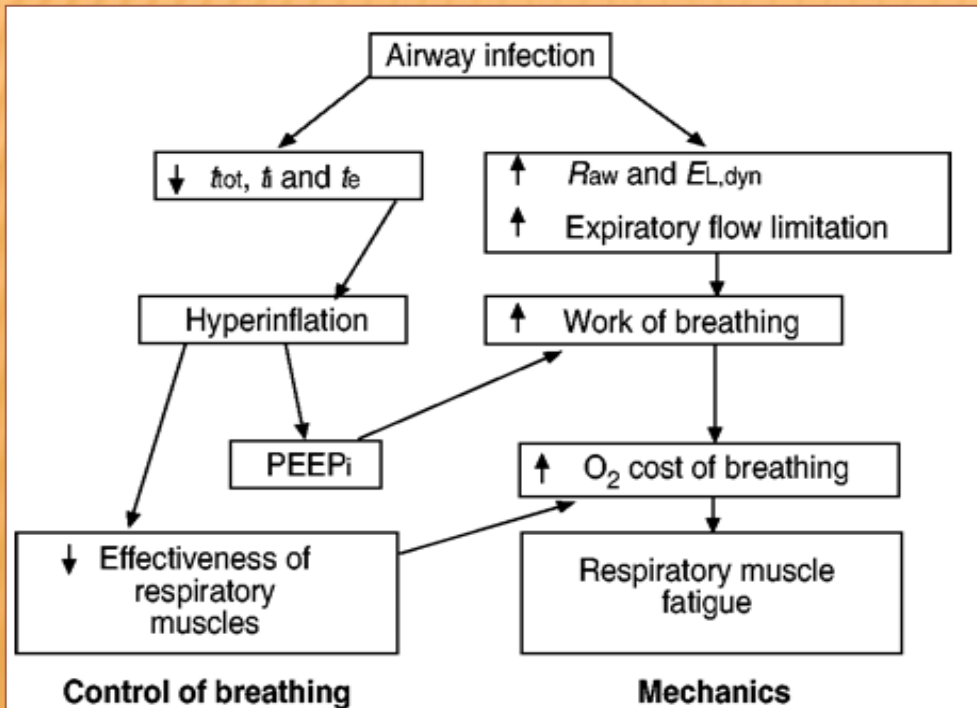 Airway infection
↓ ttot, ti and te
↑ Raw and EL,dyn
↑ Expiratory flow limitation
Hyperinflation
↑ Work of breathing
PEEPi
↑ O₂ cost of breathing
↓ Effectiveness of
respiratory
muscles
Respiratory muscle
fatigue
Control of breathing
Mechanics